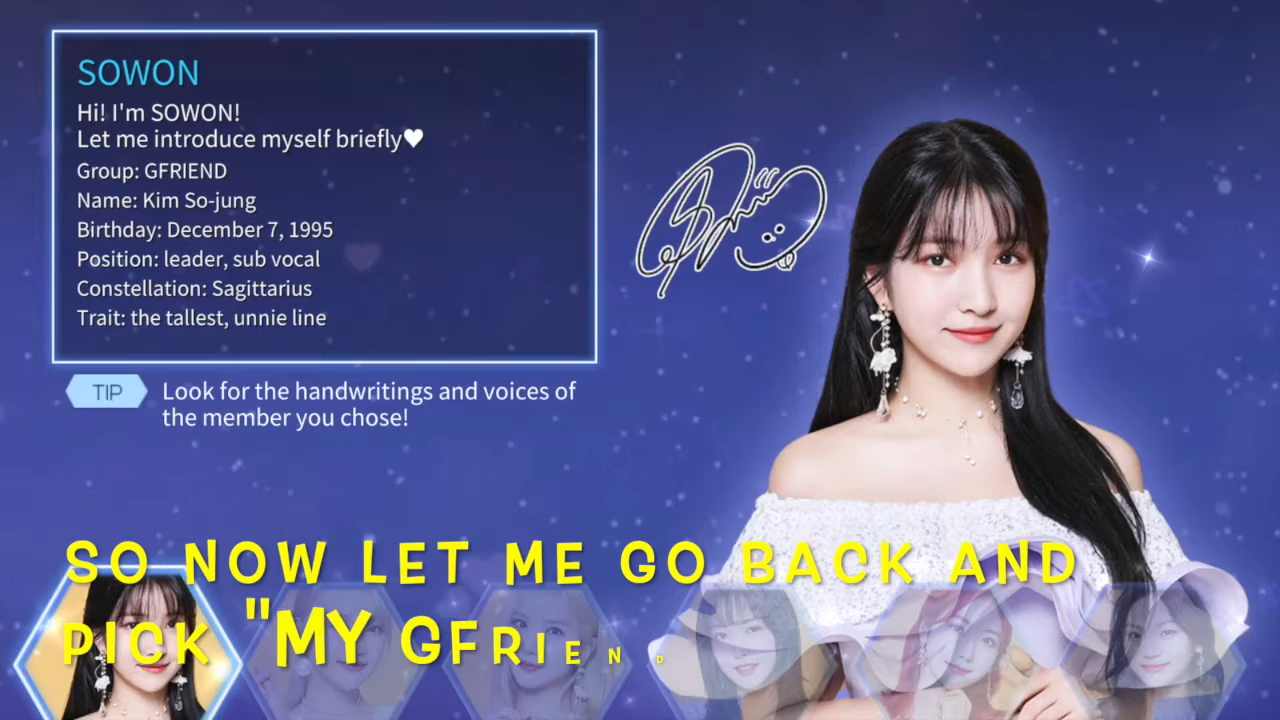 SOWON
Hi! I'm SOWON!
Let me introduce myself briefly♥
Group: GFRIEND
Name: Kim So-jung
Birthday: December 7, 1995
Position: leader, sub vocal
Constellation: Sagittarius
Trait: the tallest, unnie line
TIP
Look for the handwritings and voices of
the member you chose!
SO NOW LET ME GO BACK AND
PICK "MY GFRIEND